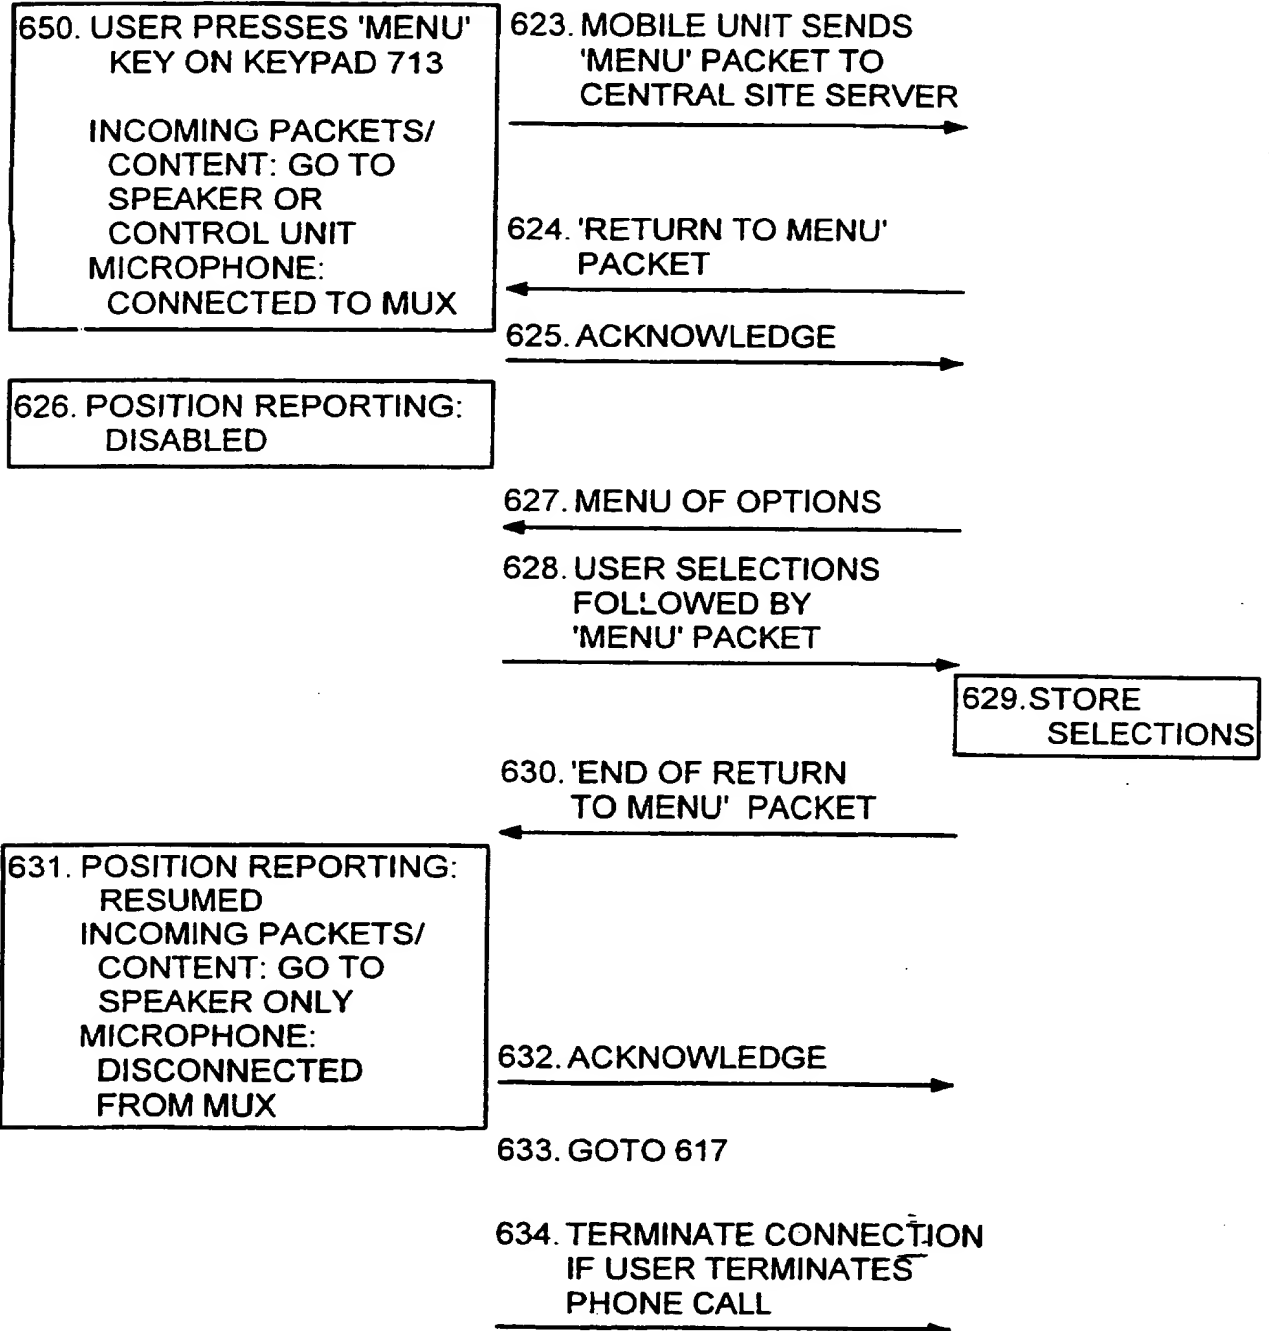 650. USER PRESSES 'MENU'
KEY ON KEYPAD 713
INCOMING PACKETS/
CONTENT: GO TO
SPEAKER OR
CONTROL UNIT
MICROPHONE:
CONNECTED TO MUX
623. MOBILE UNIT SENDS
'MENU' PACKET TO
CENTRAL SITE SERVER
624. 'RETURN TO MENU'
PACKET
625. ACKNOWLEDGE
626. POSITION REPORTING:
DISABLED
627. MENU OF OPTIONS
628. USER SELECTIONS
FOLLOWED BY
'MENU' PACKET
629. STORE
SELECTIONS
630. 'END OF RETURN
TO MENU' PACKET
631. POSITION REPORTING:
RESUMED
INCOMING PACKETS/
CONTENT: GO TO
SPEAKER ONLY
MICROPHONE:
DISCONNECTED
FROM MUX
632. ACKNOWLEDGE
633. GOTO 617
634. TERMINATE CONNECTION
IF USER TERMINATES
PHONE CALL